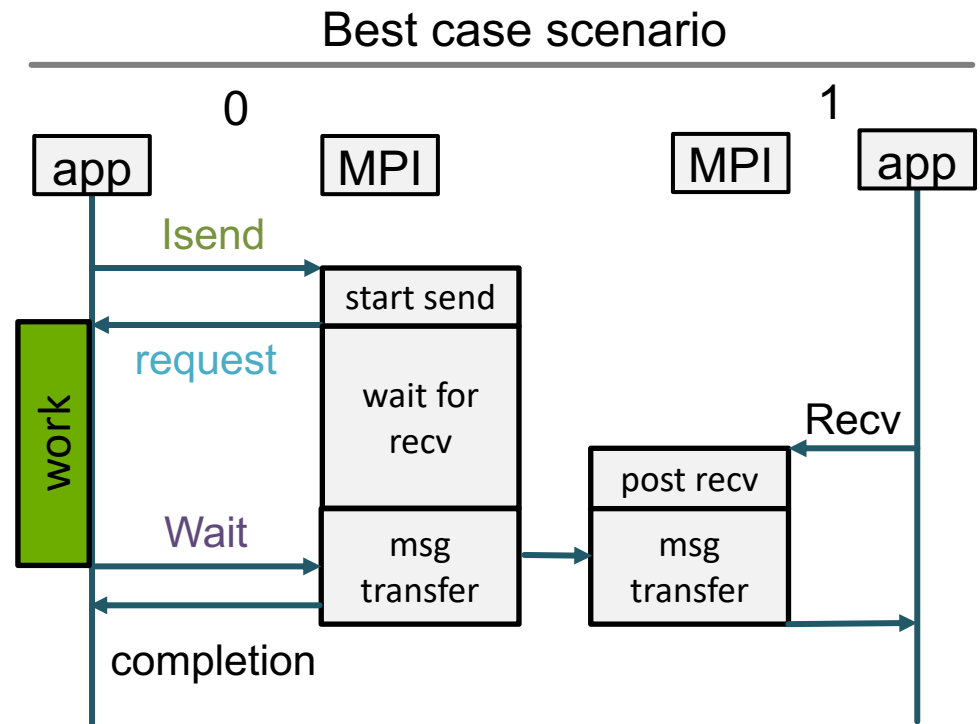 Best case scenario
0
1
app
MPI
MPI
app
Isend
start send
request
wait for
recv
work
Recv
post recv
Wait
msg
transfer
msg
transfer
completion